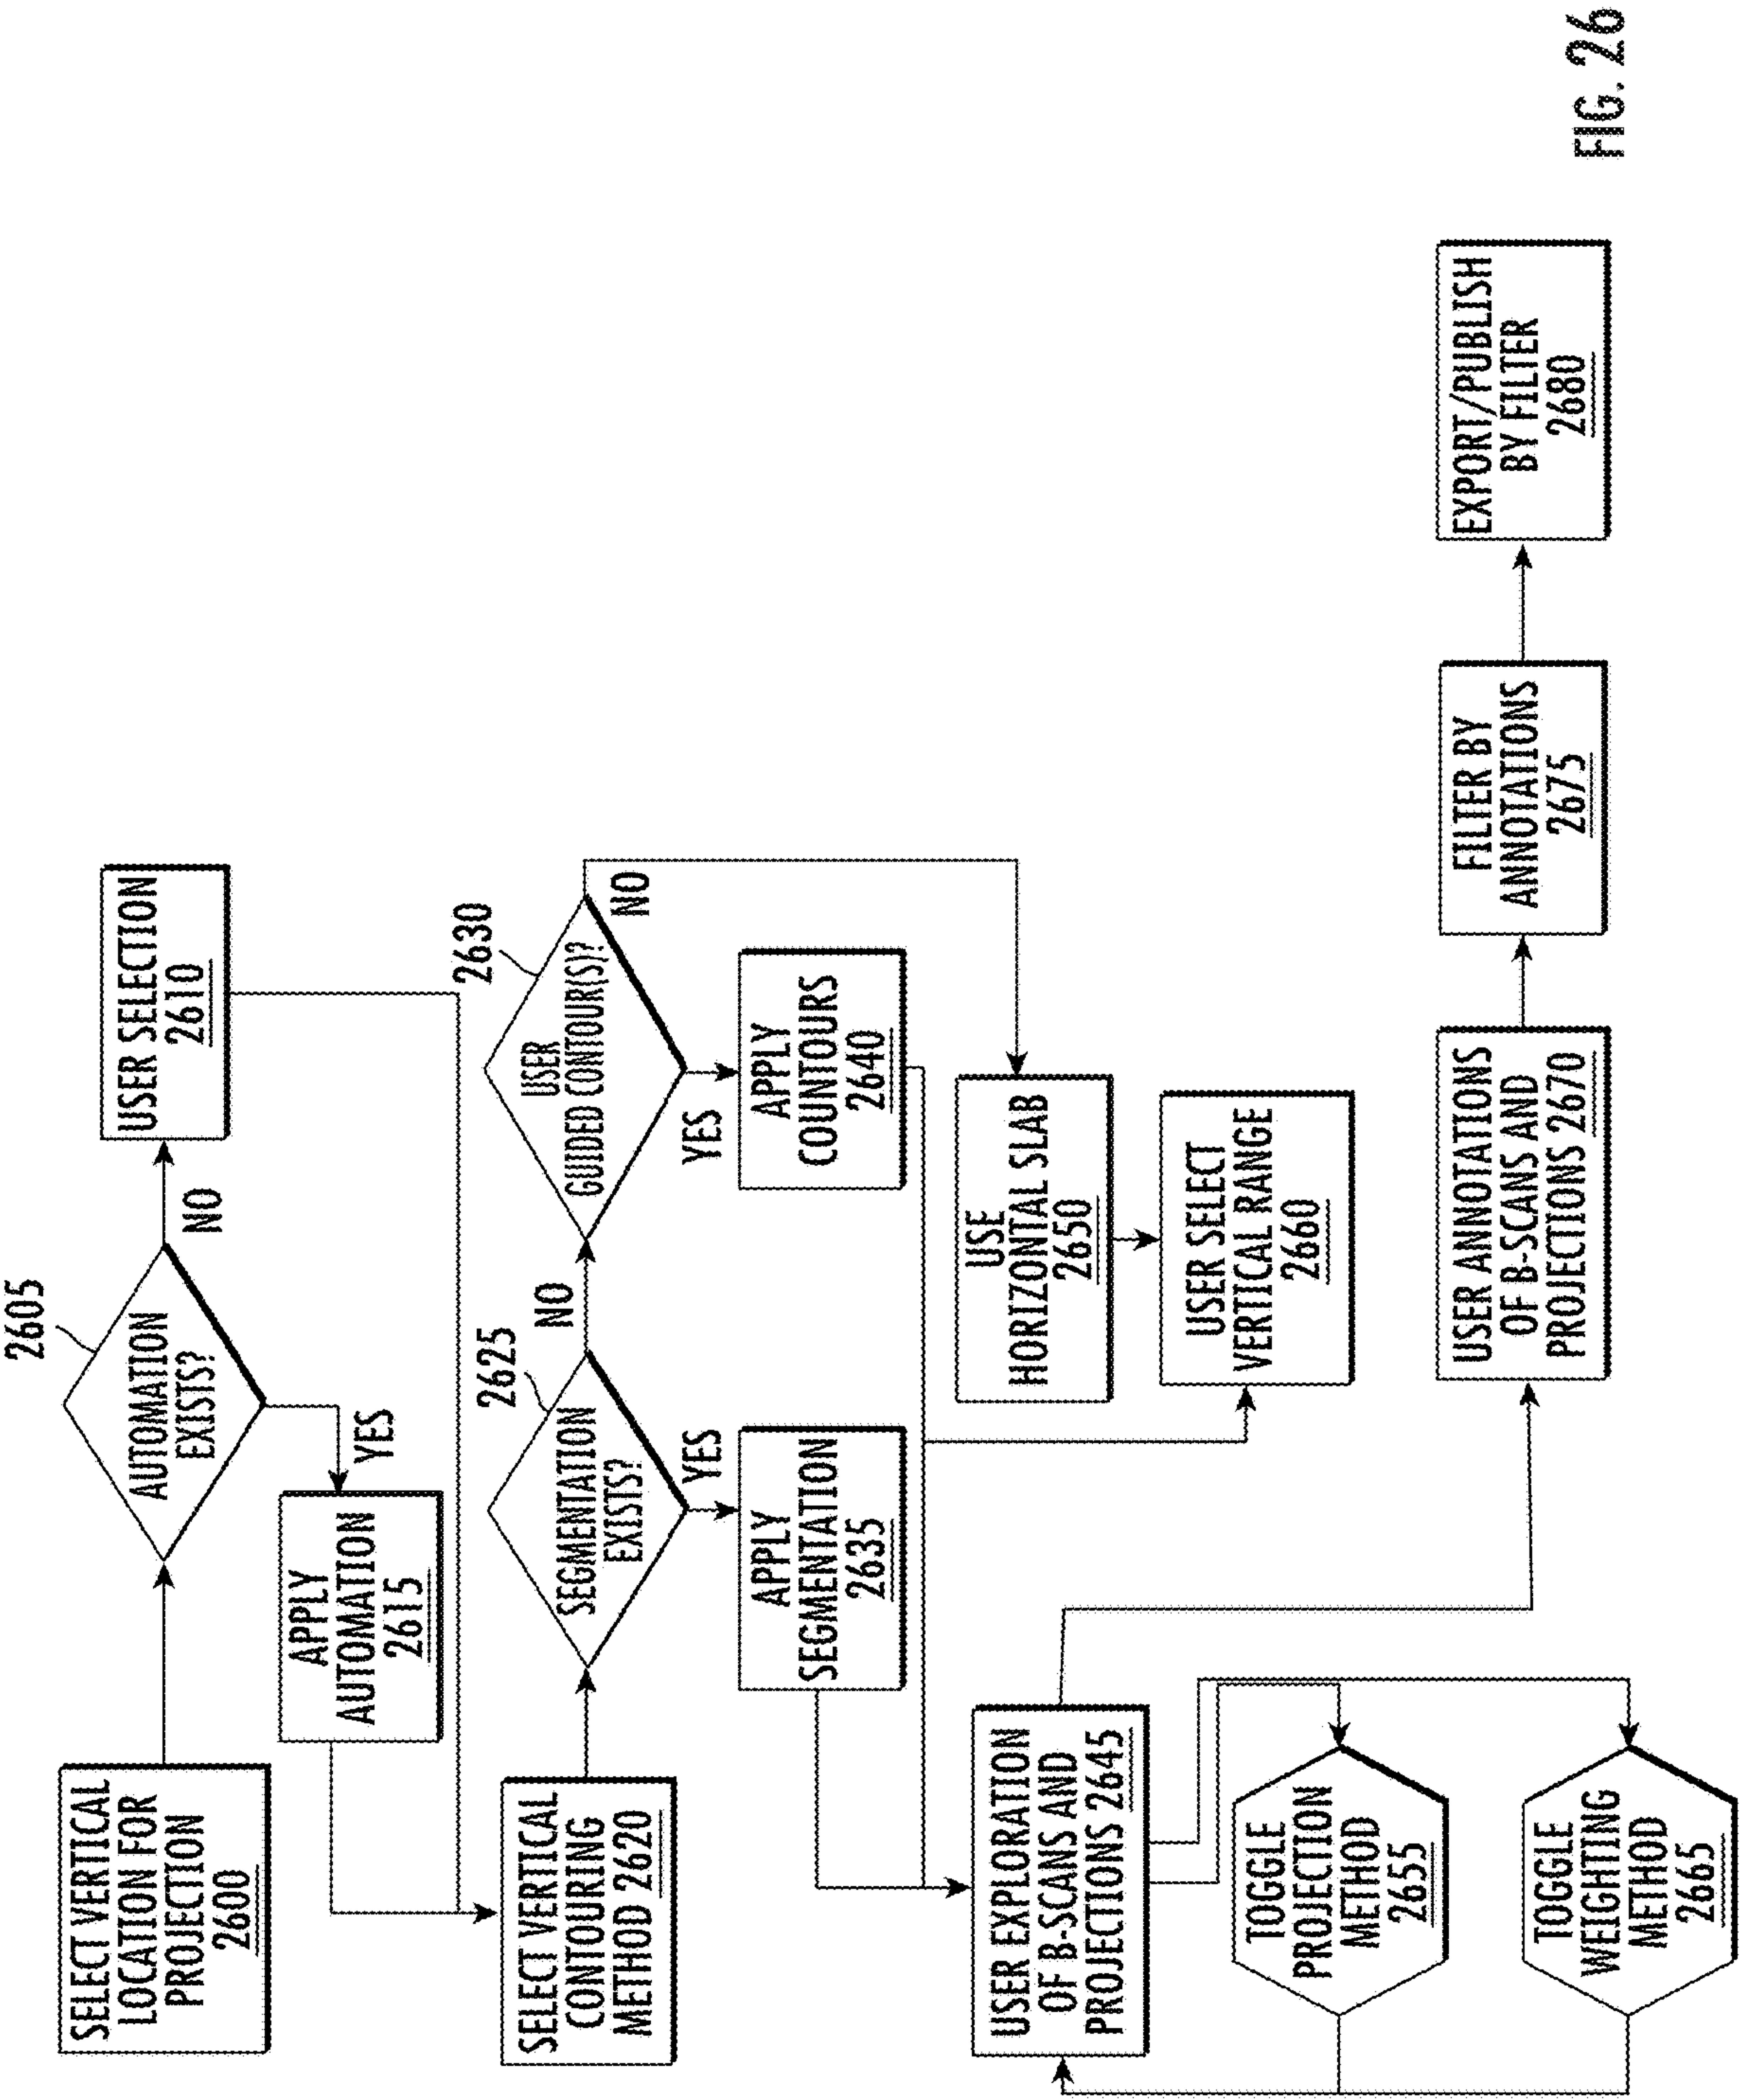 SELECT VERTICAL
LOCATION FOR
PROJECTION
2600
2605
AUTOMATION
EXISTS?
NO
USER SELECTION
2610
YES
APPLY
AUTOMATION
2615
SELECT VERTICAL
CONTOURING
METHOD 2620
2625
SEGMENTATION
EXISTS?
NO
2630
USER
GUIDED CONTOUR(S)?
NO
YES
APPLY
SEGMENTATION
2635
YES
APPLY
COUNTOURS
2640
USER EXPLORATION
OF B-SCANS AND
PROJECTIONS 2645
USE
HORIZONTAL SLAB
2650
USER SELECT
VERTICAL RANGE
2660
TOGGLE
PROJECTION
METHOD
2655
TOGGLE
WEIGHTING
METHOD
2665
USER ANNOTATIONS
OF B-SCANS AND
PROJECTIONS 2670
FILTER BY
ANNOTATIONS
2675
EXPORT/PUBLISH
BY FILTER
2680
FIG. 26